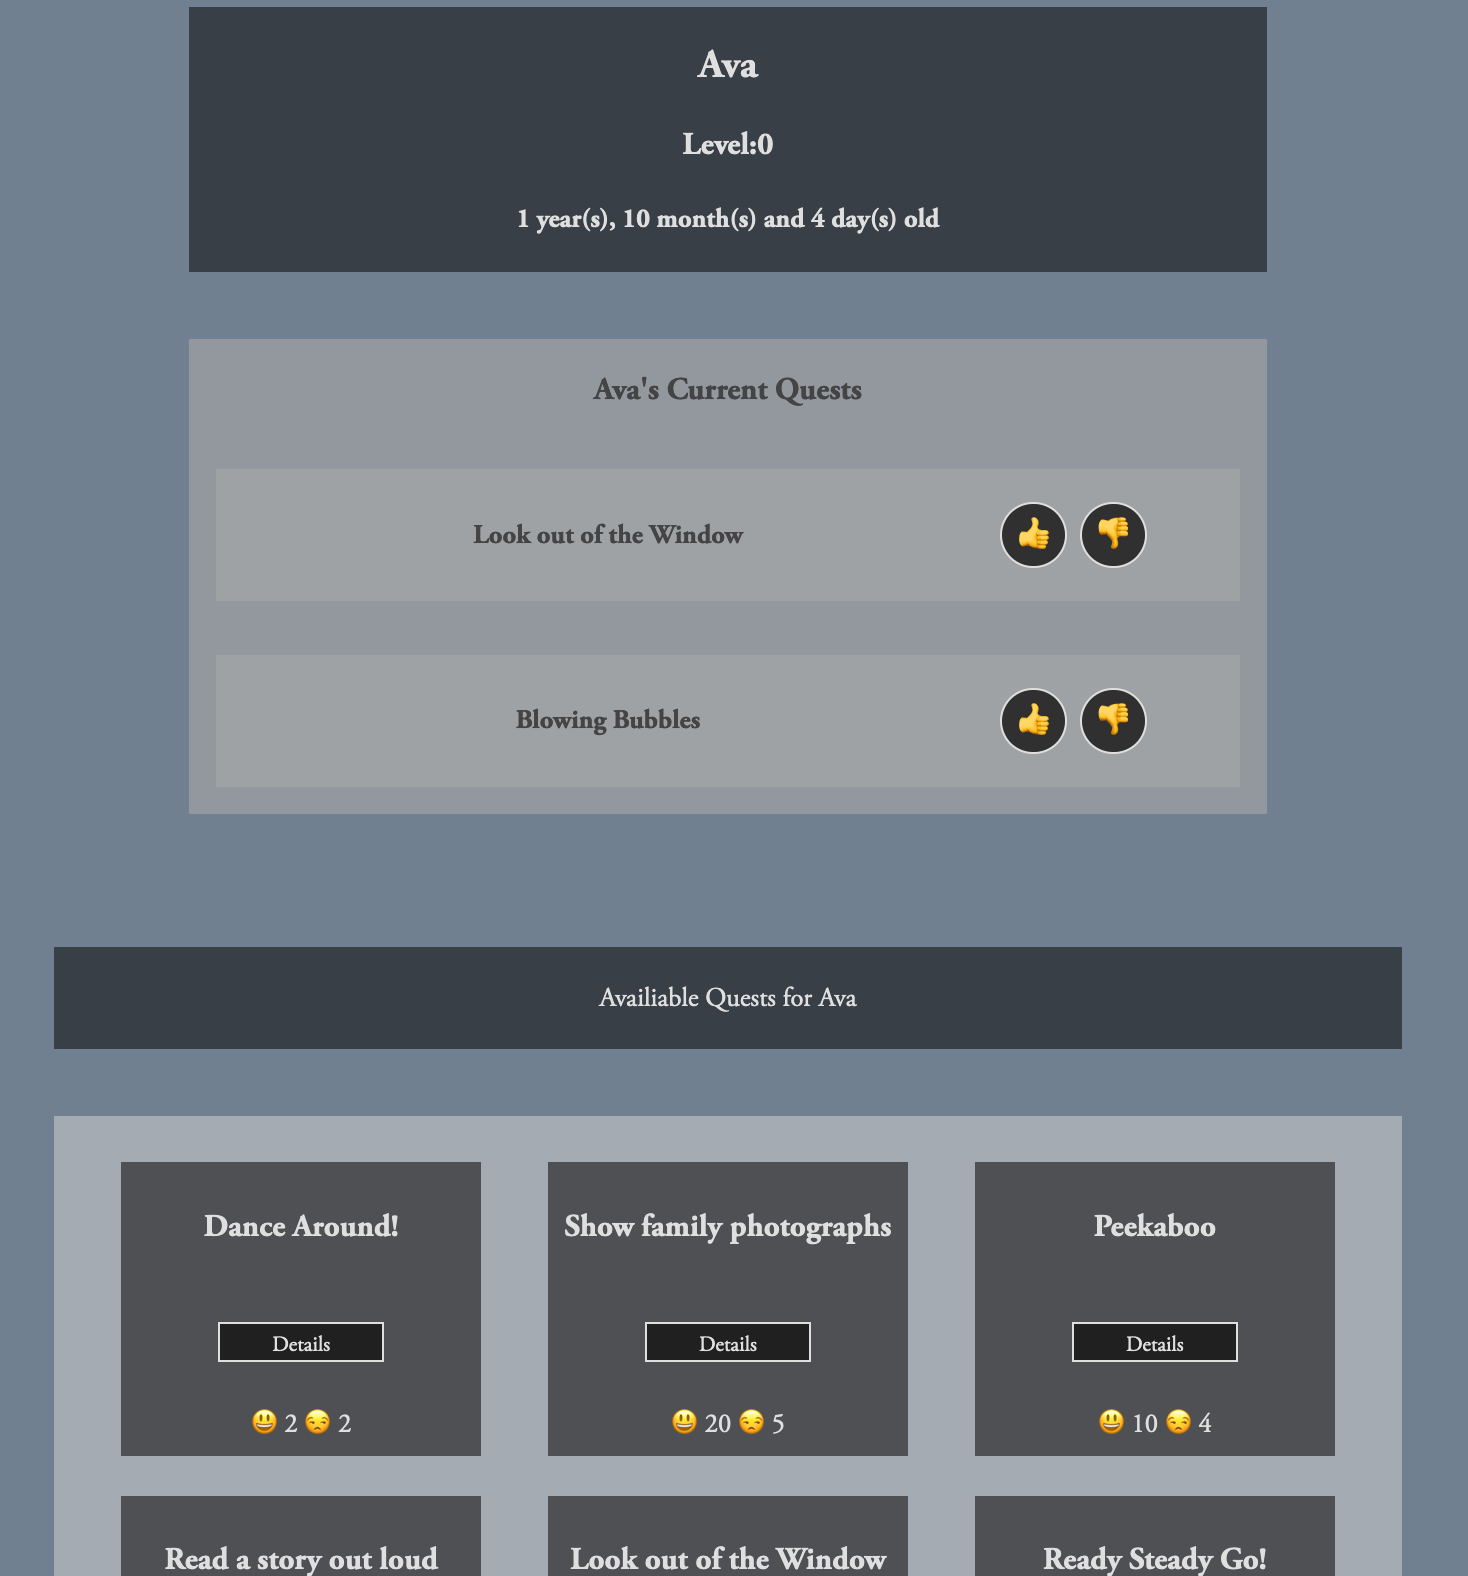 Ava
Level:0
1 year(s), 10 month(s) and 4 day(s) old
Ava's Current Quests
Look out of the Window
Blowing Bubbles
Availiable Quests for Ava
Dance Around!
Details
😃 2 😒 2
Show family photographs
Details
😃 20 😒 5
Peekaboo
Details
😃 10 😒 4
Read a story out loud
Look out of the Window
Ready Steady Go!